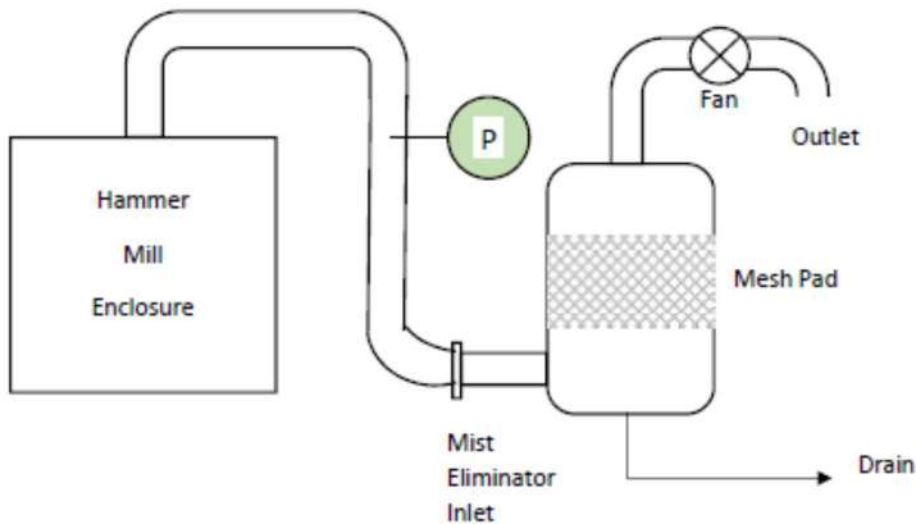 Hammer
Mill
Enclosure
P
Fan
Outlet
Mesh Pad
Mist
Eliminator
Inlet
Drain